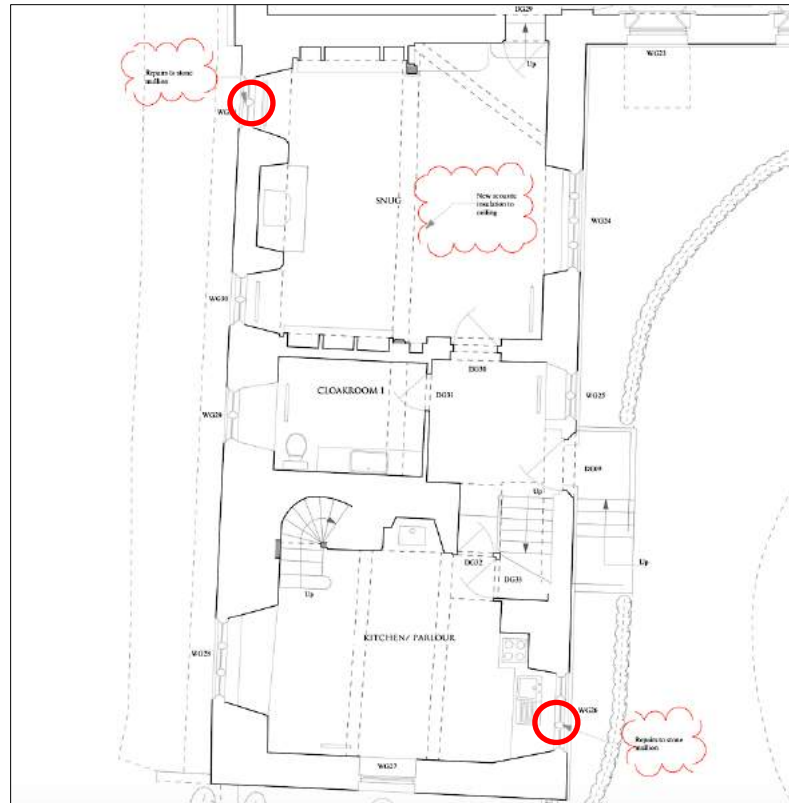 DG29
Up
WG23
Repairs to stone
mullion
SNUG
New acoustic
insulation to
ceiling
WG24
WG30
DG30
CLOAKROOM 1
DG31
WG25
WG29
DG09
Up
Up
DG32
DG33
Up
KITCHEN/ PARLOUR
WG28
WG26
Repairs to stone
mullion
WG27